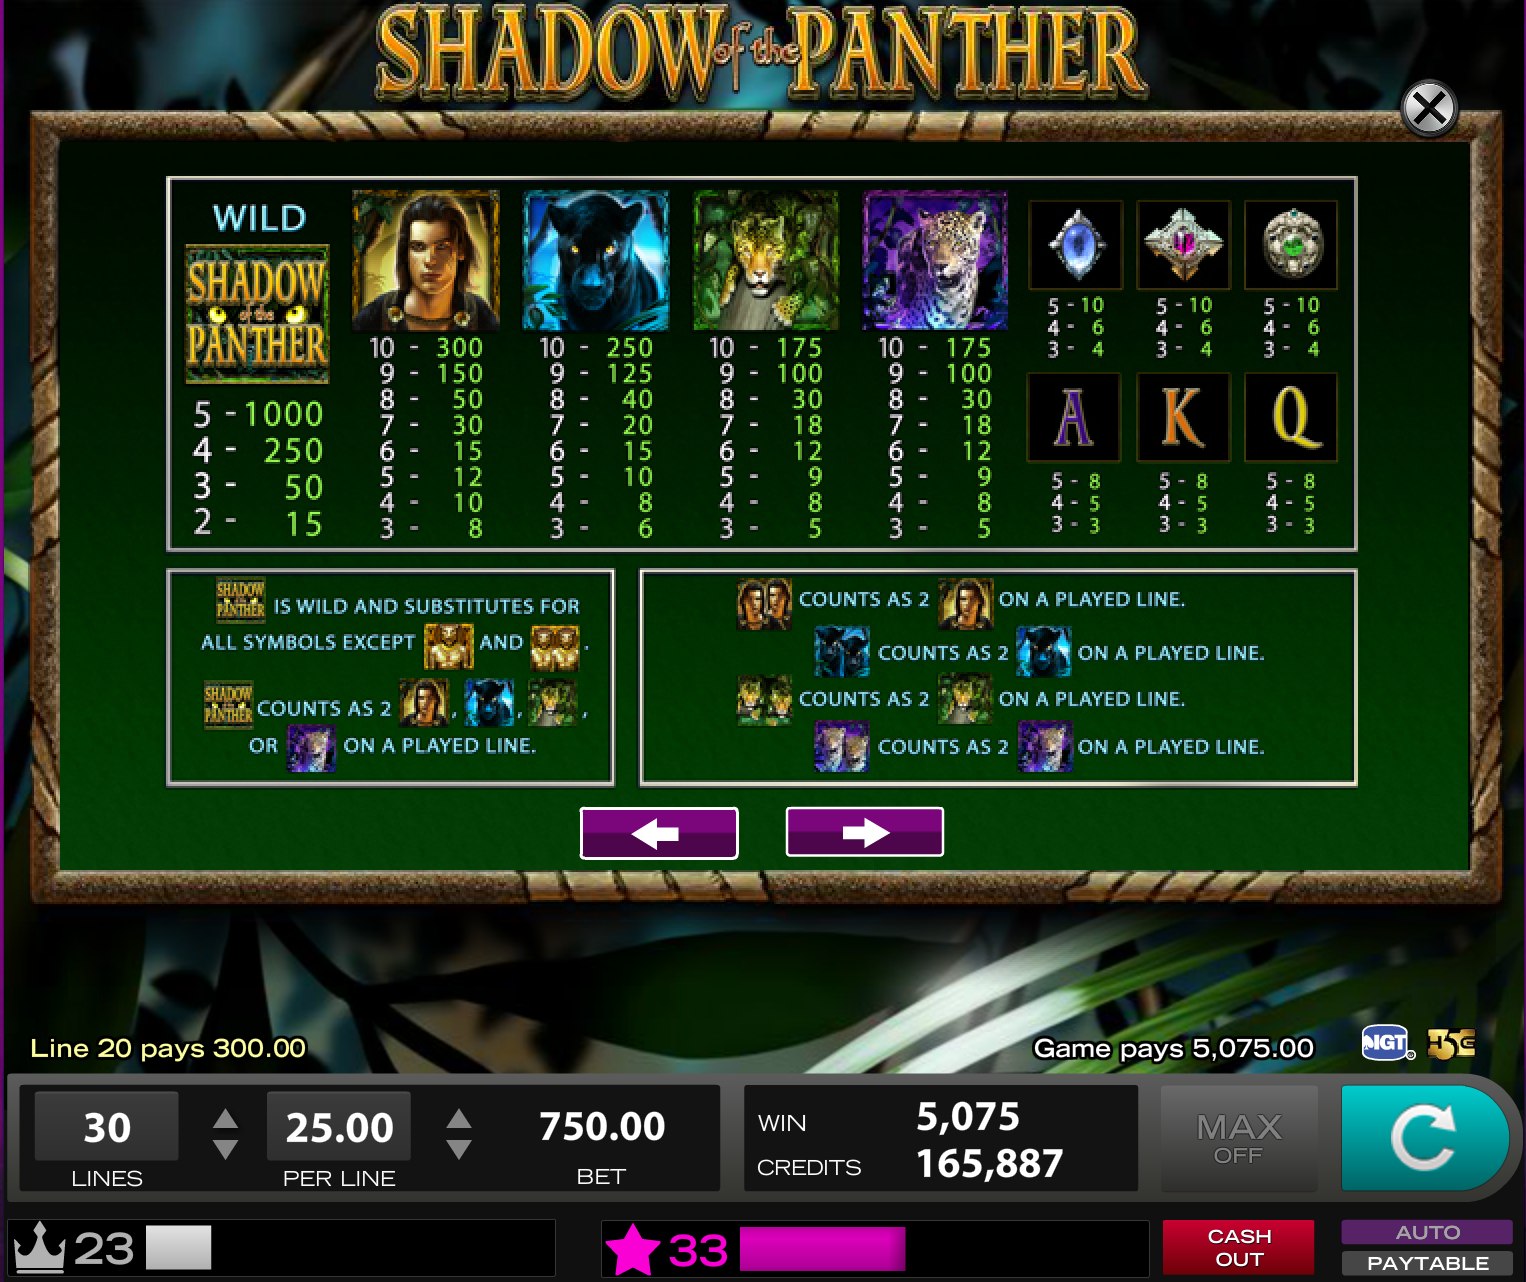 SHADOW of the PANTHER
WILD
SHADOW
of the
PANTHER
5 - 1000
4 - 250
3 - 50
2 - 15
10 - 300
9 - 150
8 - 50
7 - 30
6 - 15
5 - 12
4 - 10
3 - 8
10 - 250
9 - 125
8 - 40
7 - 20
6 - 15
5 - 10
4 - 8
3 - 6
10 - 175
9 - 100
8 - 30
7 - 18
6 - 12
5 - 9
4 - 8
3 - 5
10 - 175
9 - 100
8 - 30
7 - 18
6 - 12
5 - 9
4 - 8
3 - 5
5 - 10
4 - 6
3 - 4
5 - 10
4 - 6
3 - 4
5 - 10
4 - 6
3 - 4
A
5 - 8
4 - 5
3 - 3
K
5 - 8
4 - 5
3 - 3
Q
5 - 8
4 - 5
3 - 3
SHADOW PANTHER IS WILD AND SUBSTITUTES FOR
ALL SYMBOLS EXCEPT AND .
SHADOW PANTHER COUNTS AS 2 , , ,
OR ON A PLAYED LINE.
COUNTS AS 2 ON A PLAYED LINE.
COUNTS AS 2 ON A PLAYED LINE.
COUNTS AS 2 ON A PLAYED LINE.
COUNTS AS 2 ON A PLAYED LINE.
Line 20 pays 300.00
Game pays 5,075.00
IGT
H5G
30
LINES
25.00
PER LINE
750.00
BET
WIN 5,075
CREDITS 165,887
MAX
OFF
23
33
CASH
OUT
AUTO
PAYTABLE